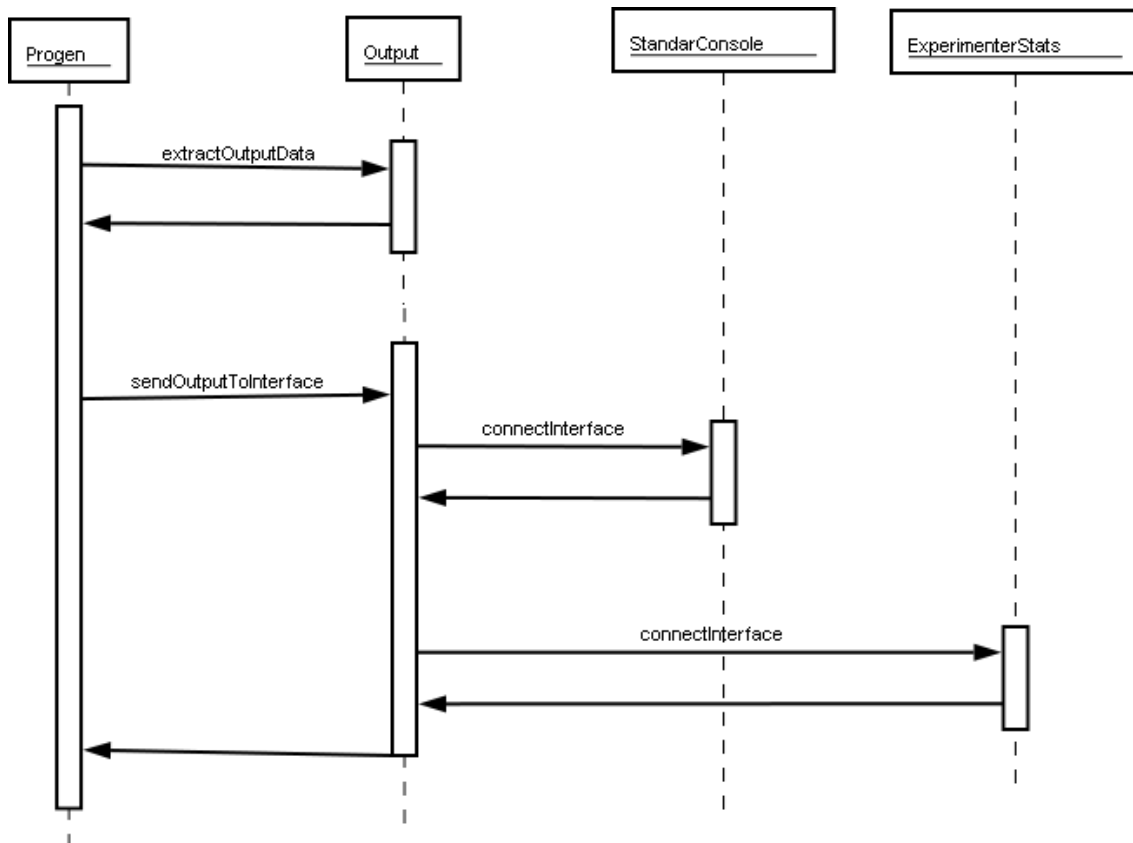 Progen
Output
StandarConsole
ExperimenterStats
extractOutputData
sendOutputToInterface
connectInterface
connectInterface